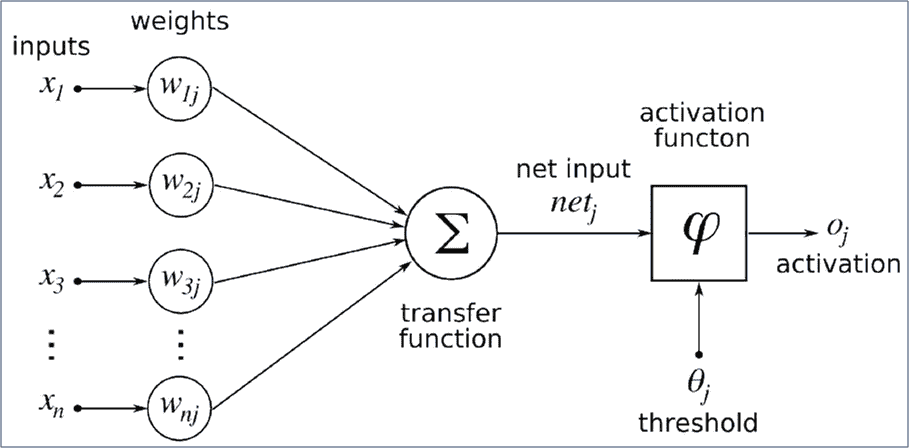 inputs
weights
x1
w1j
x2
w2j
x3
w3j
⋮
⋮
xn
wnj
Σ
transfer
function
net input
netj
activation
functon
φ
oj
activation
θj
threshold